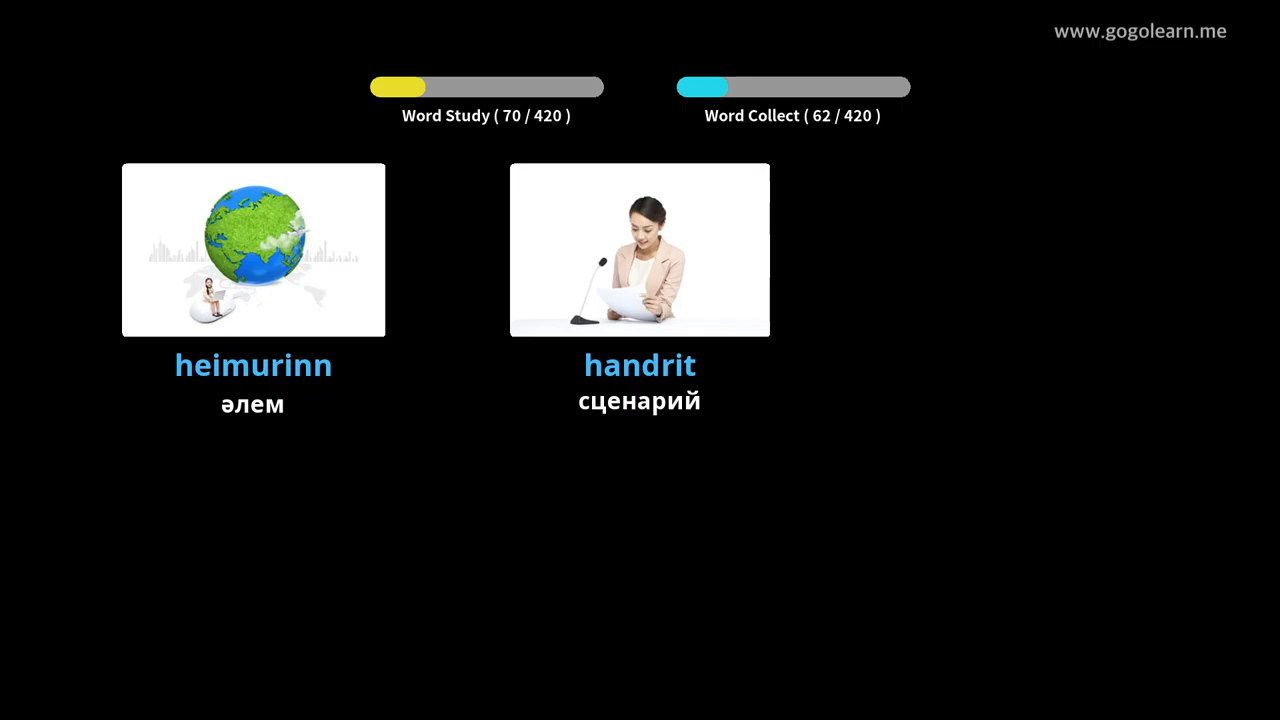 www.gogolearn.me
Word Study ( 70 / 420 )
Word Collect ( 62 / 420 )
heimurinn
әлем
handrit
сценарий